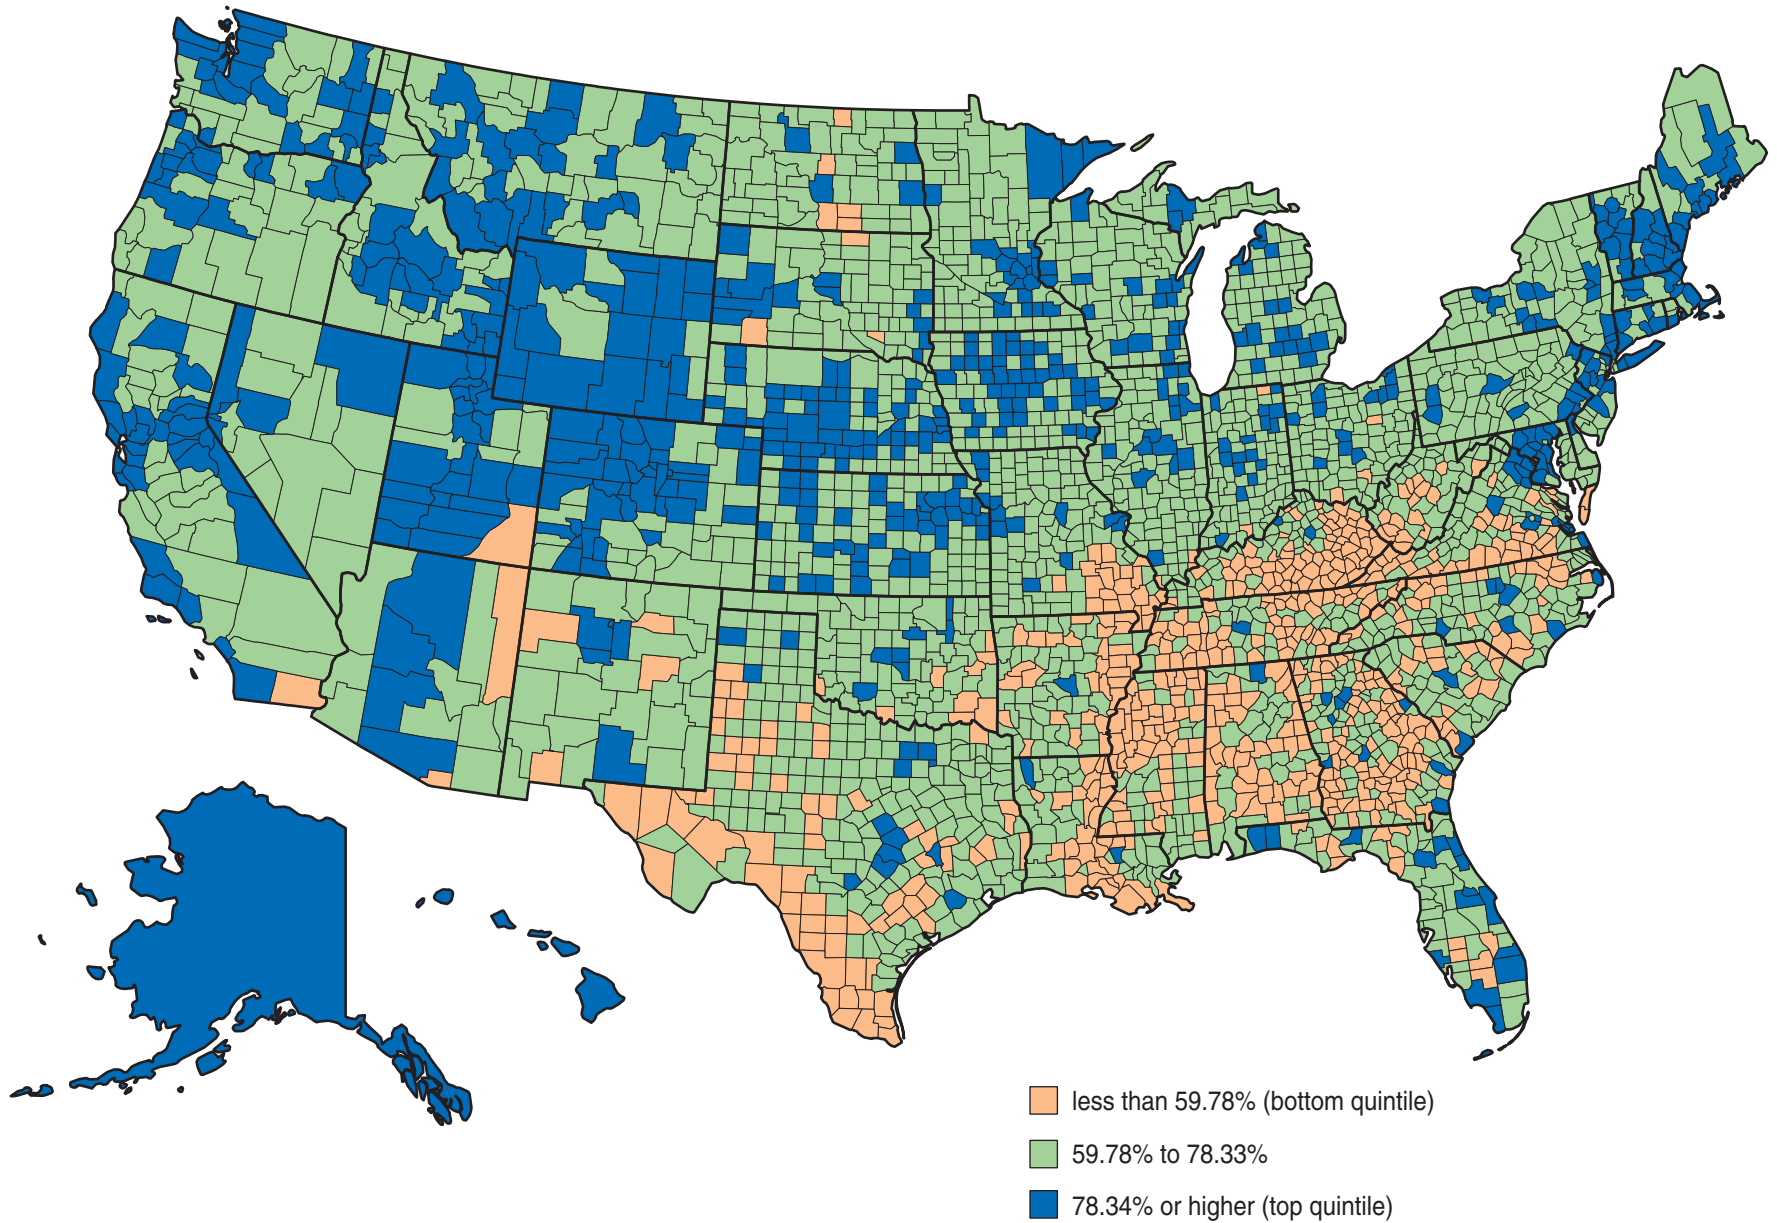 less than 59.78% (bottom quintile)
59.78% to 78.33%
78.34% or higher (top quintile)